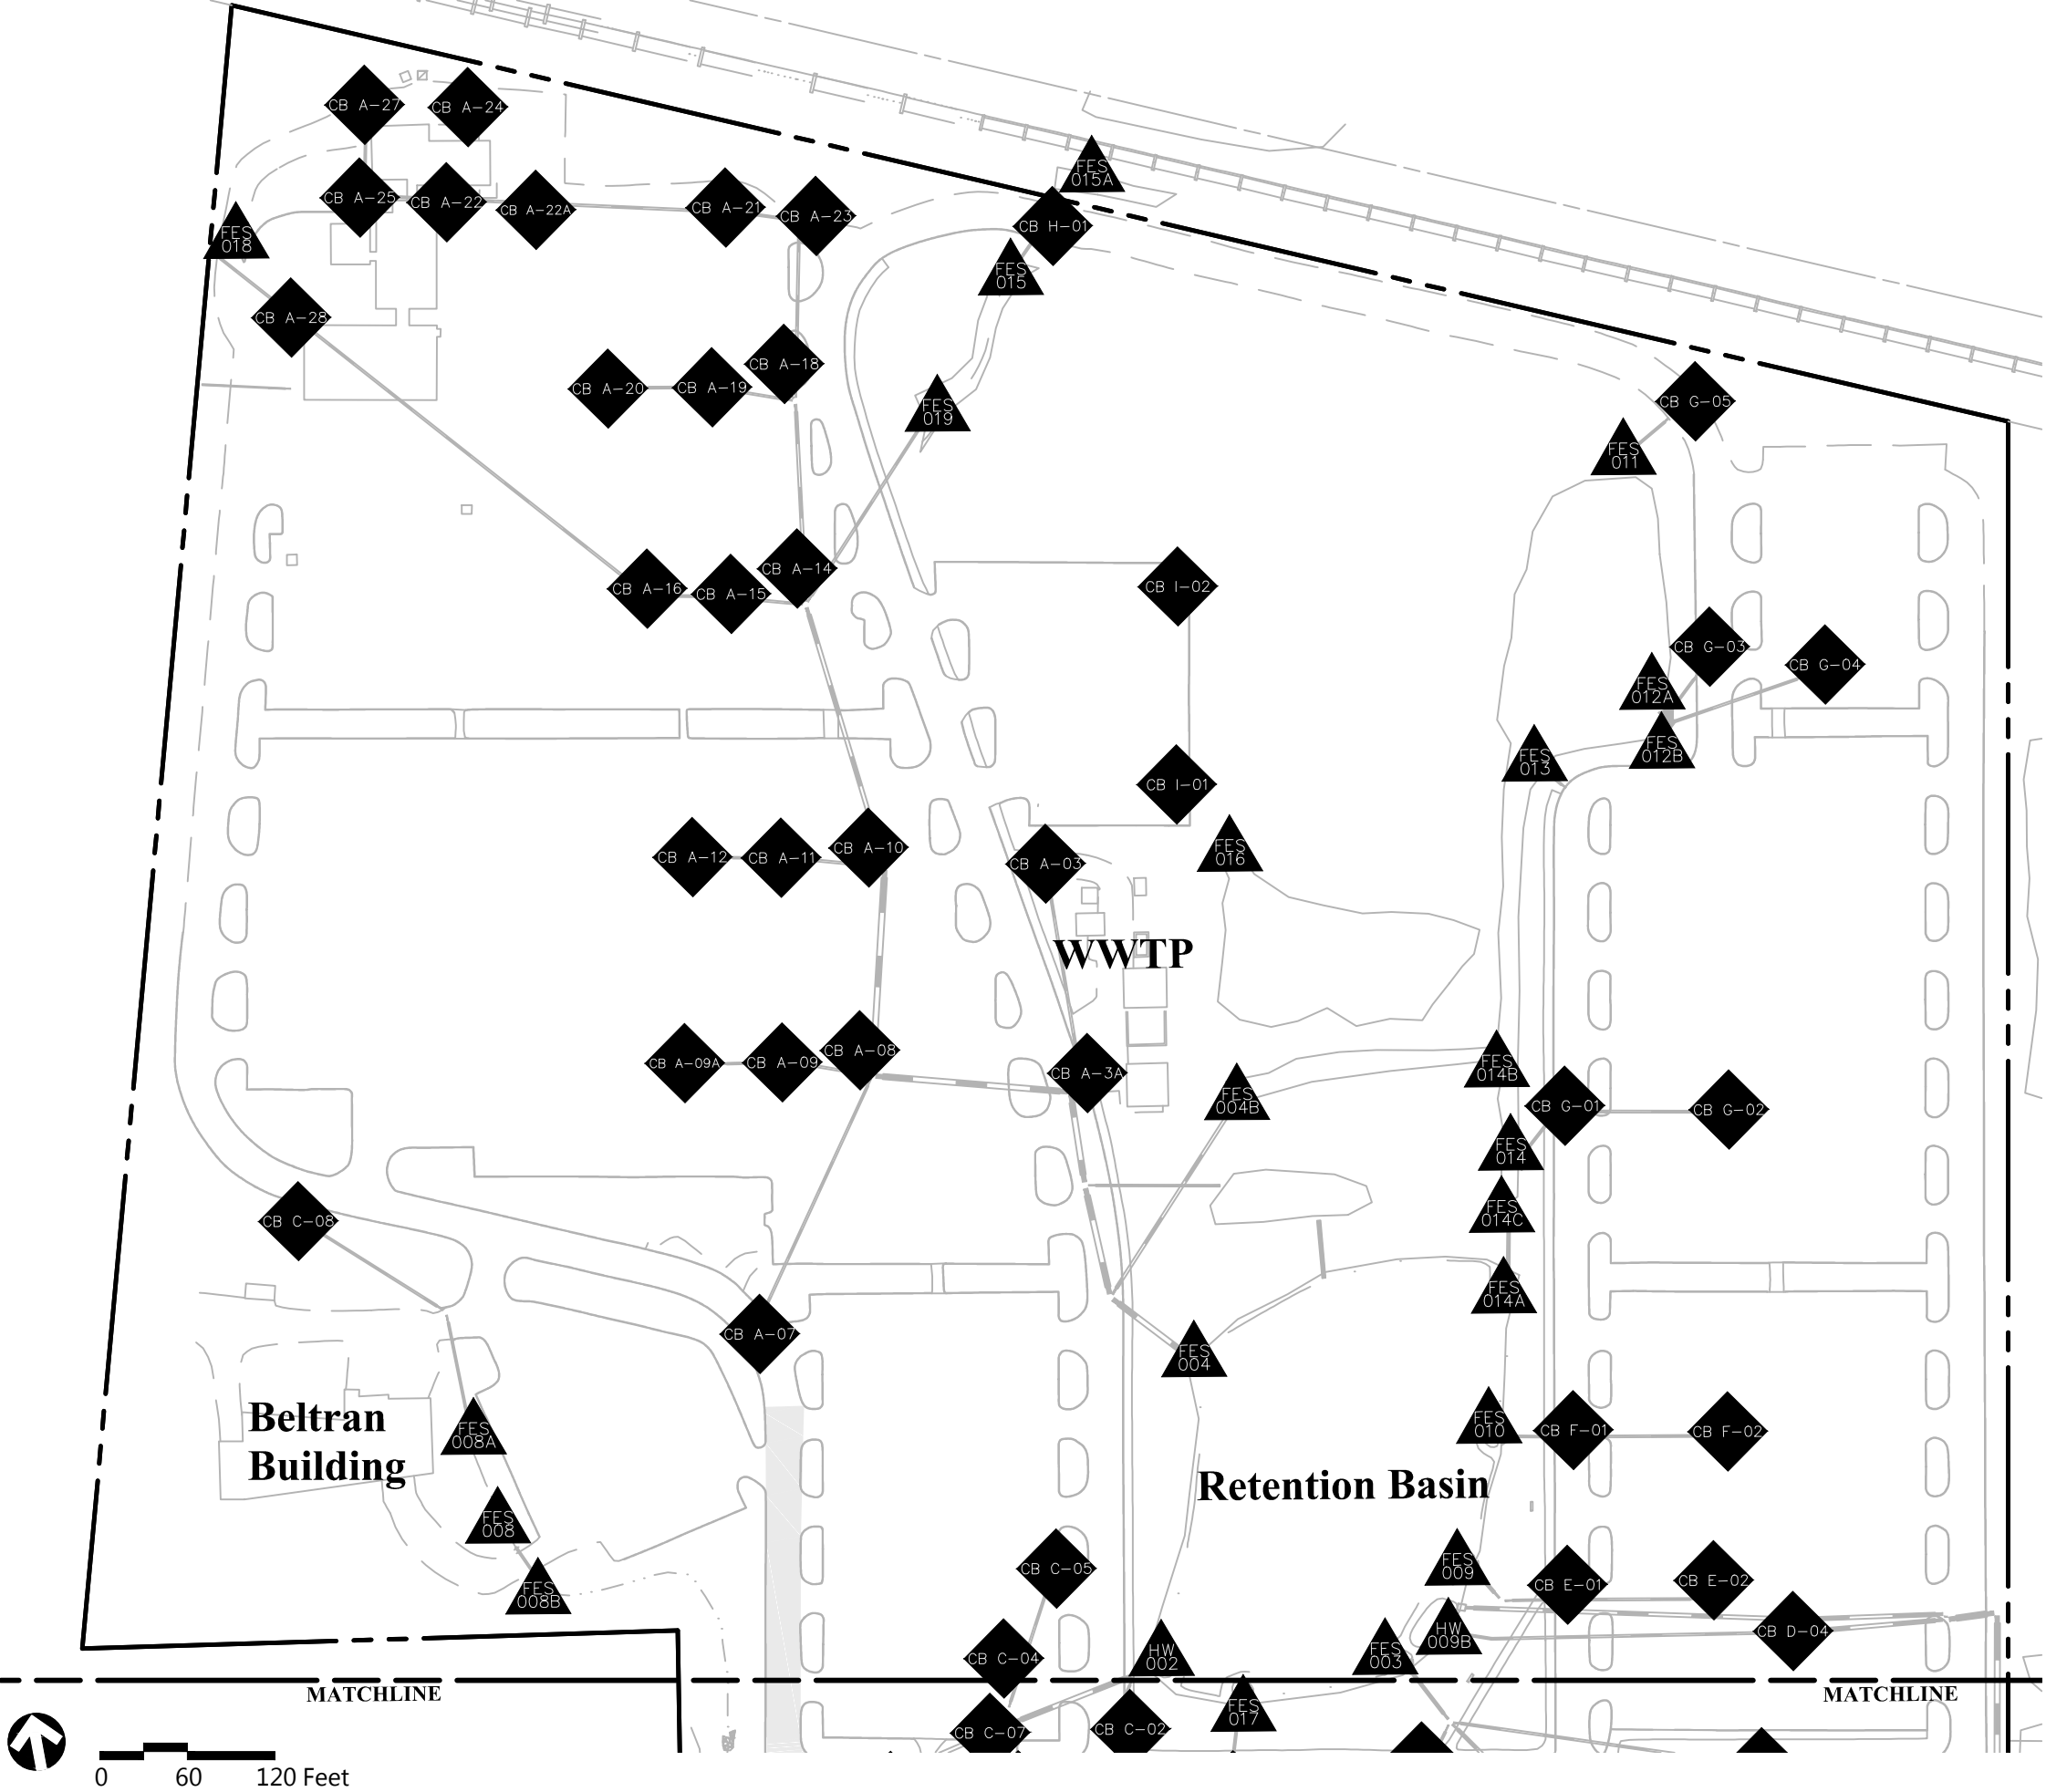 CB A-27
CB A-24
FES
015A
CB A-25
CB A-22
CB A-22A
CB A-21
CB A-23
CB H-01
FES
018
FES
015
CB A-28
CB A-18
CB A-20
CB A-19
FES
019
CB G-05
FES
011
CB A-14
CB A-16
CB A-15
CB I-02
CB G-03
CB G-04
FES
012A
FES
012B
FES
013
CB I-01
CB A-12
CB A-11
CB A-10
CB A-03
FES
016
WWTP
CB A-09A
CB A-09
CB A-08
CB A-3A
FES
004B
FES
014B
CB G-01
CB G-02
FES
014
FES
014C
CB C-08
FES
014A
CB A-07
FES
004
Beltran
Building
FES
008A
FES
010
CB F-01
CB F-02
Retention Basin
FES
008
FES
008B
CB C-05
FES
009
CB E-01
CB E-02
HW
009B
CB D-04
CB C-04
HW
002
FES
003
MATCHLINE
MATCHLINE
CB C-07
CB C-02
FES
017
0 60 120 Feet